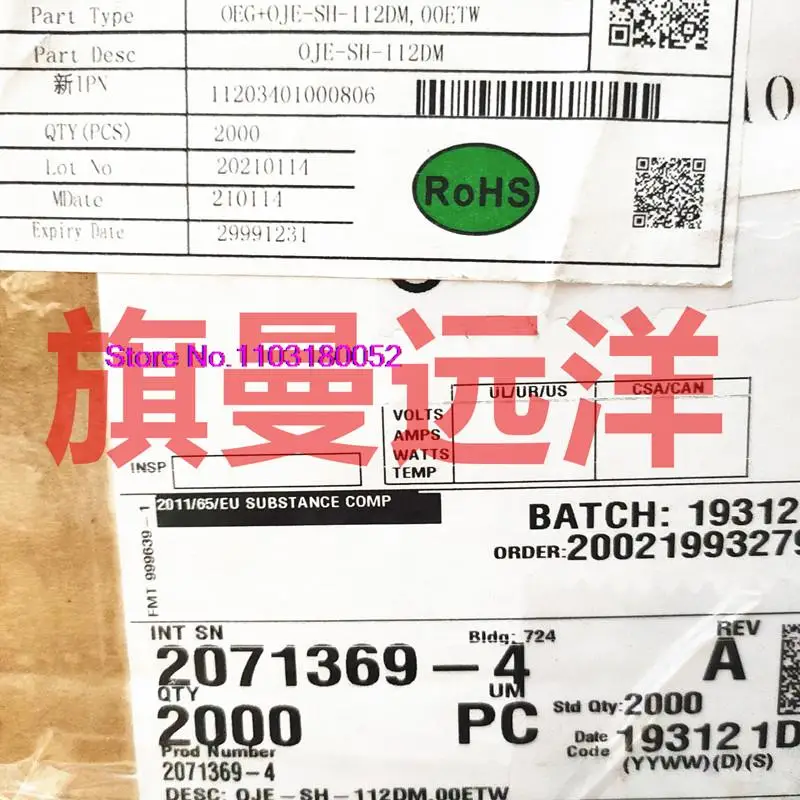 Part Type OEG+OJE-SH-112DM,00ETW
Part Desc OJE-SH-112DM
新1PN 11203401000806
QTY(PCS) 2000
Lot No 20210114
MDate 210114
Expiry Date 29991231
RoHS
旗曼远洋
Store No.1103180052
UL/UR/US CSA/CAN
VOLTS
AMPS
WATTS
TEMP
INSP
2011/65/EU SUBSTANCE COMP
FMT 999639-1
BATCH: 19312
ORDER:20021993279
INT SN Bldg: 724 REV
2071369-4 A
QTY UM Std Qty:2000
2000 PC
Date Code 19312 1D
(YYWW)(D)(S)
Prod Number
2071369-4
DESC: OJE-SH-112DM,00ETW